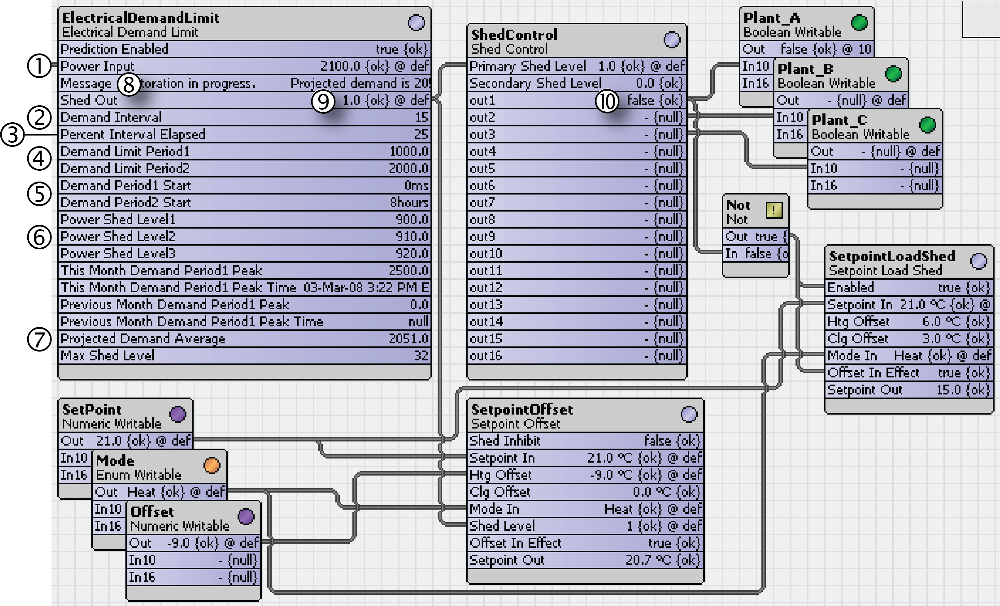 ElectricalDemandLimit
Electrical Demand Limit
Prediction Enabled true {ok}
① Power Input 2100.0 {ok} @ def
Message ⑧ toration in progress. Projected demand is 20
Shed Out ⑨ 1.0 {ok} @ def
② Demand Interval 15
③ Percent Interval Elapsed 25
④ Demand Limit Period1 1000.0
Demand Limit Period2 2000.0
⑤ Demand Period1 Start 0ms
Demand Period2 Start 8hours
Power Shed Level1 900.0
⑥ Power Shed Level2 910.0
Power Shed Level3 920.0
This Month Demand Period1 Peak 2500.0
This Month Demand Period1 Peak Time 03-Mar-08 3:22 PM E
Previous Month Demand Period1 Peak 0.0
Previous Month Demand Period1 Peak Time null
⑦ Projected Demand Average 2051.0
Max Shed Level 32
ShedControl
Shed Control
Primary Shed Level 1.0 {ok} @ def
Secondary Shed Level 0.0 {ok}
out1 ⑩ false {ok}
out2 - {null}
out3 - {null}
out4 - {null}
out5 - {null}
out6 - {null}
out7 - {null}
out8 - {null}
out9 - {null}
out10 - {null}
out11 - {null}
out12 - {null}
out13 - {null}
out14 - {null}
out15 - {null}
out16 - {null}
Plant_A
Boolean Writable
Out false {ok} @ 10
In10
In16
Plant_B
Boolean Writable
Out - {null} @ def
In10
In16
Plant_C
Boolean Writable
Out - {null} @ def
In10 - {null}
In16 - {null}
Not
Not
Out true {
In false {o
SetpointLoadShed
Setpoint Load Shed
Enabled true {ok}
Setpoint In 21.0 ºC {ok} @
Htg Offset 6.0 ºC {ok}
Clg Offset 3.0 ºC {ok}
Mode In Heat {ok} @ def
Offset In Effect true {ok}
Setpoint Out 15.0 {ok}
SetPoint
Numeric Writable
Out 21.0 {ok} @ def
In10
In16
Mode
Enum Writable
Out Heat {ok} @ def
In10
In16
Offset
Numeric Writable
Out -9.0 {ok} @ def
In10 - {null}
In16 - {null}
SetpointOffset
Setpoint Offset
Shed Inhibit false {ok}
Setpoint In 21.0 ºC {ok} @ def
Htg Offset -9.0 ºC {ok} @ def
Clg Offset 0.0 ºC {ok}
Mode In Heat {ok} @ def
Shed Level 1 {ok} @ def
Offset In Effect true {ok}
Setpoint Out 20.7 ºC {ok}